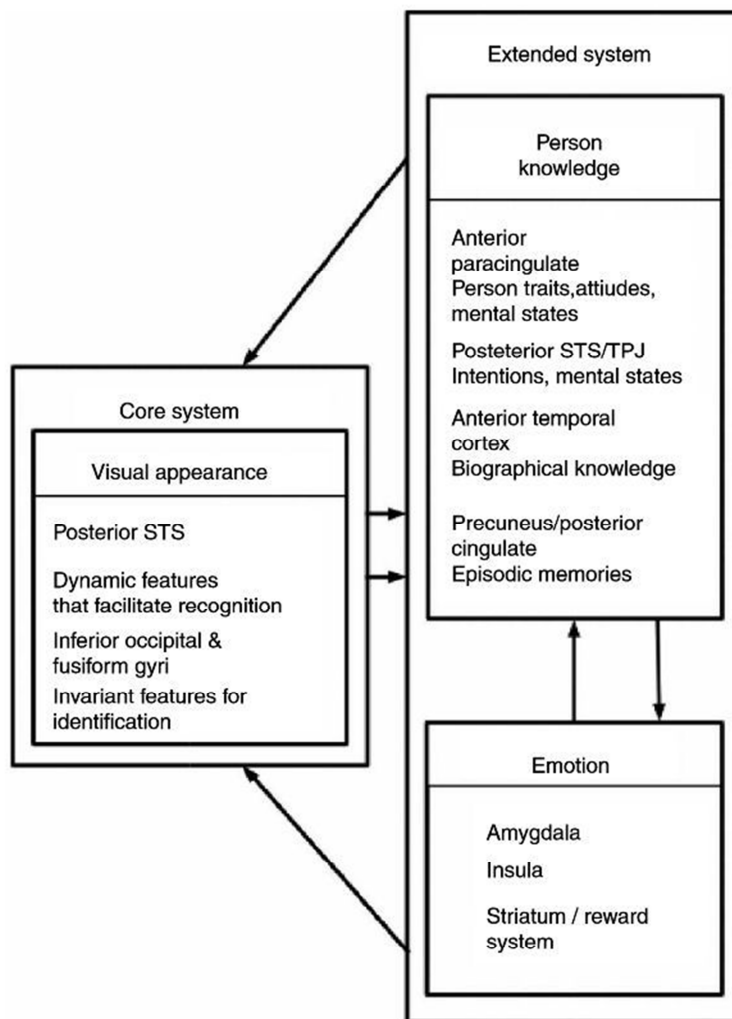 Extended system
Person
knowledge
Anterior
paracingulate
Person traits,attiudes,
mental states
Posteterior STS/TPJ
Intentions, mental states
Anterior temporal
cortex
Biographical knowledge
Precuneus/posterior
cingulate
Episodic memories
Core system
Visual appearance
Posterior STS
Dynamic features
that facilitate recognition
Inferior occipital &
fusiform gyri
Invariant features for
identification
Emotion
Amygdala
Insula
Striatum / reward
system